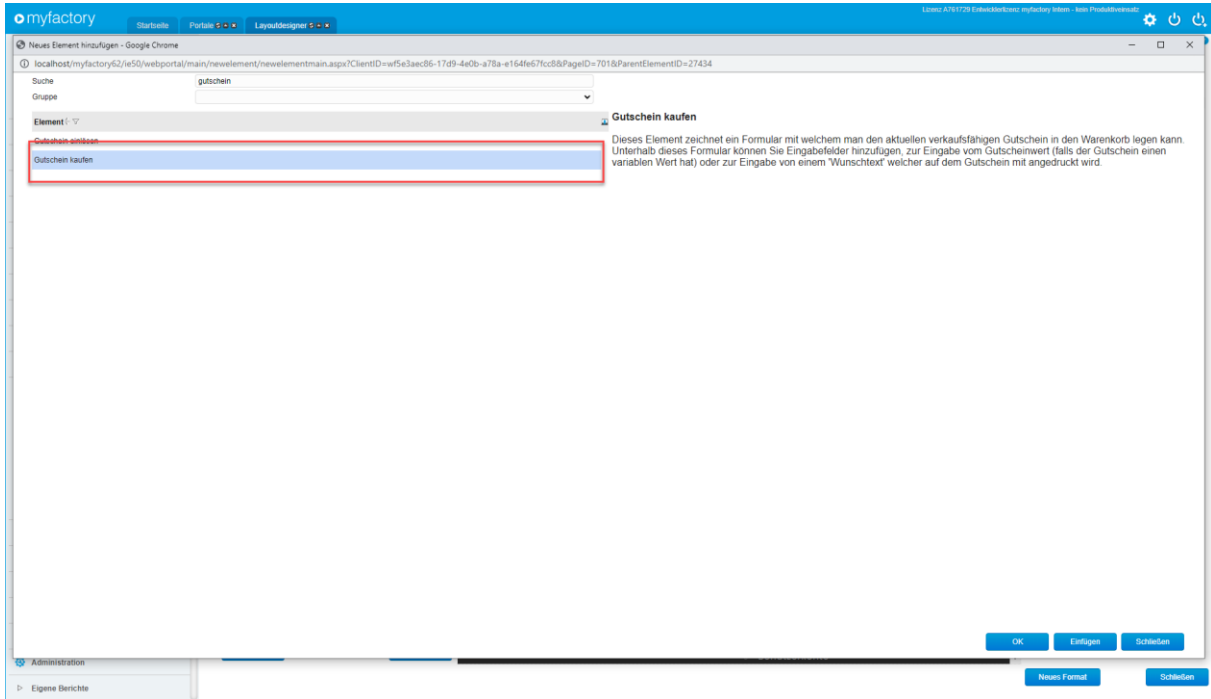 myfactory
Startseite
Portale
Layoutdesigner
Lizenz A761729 Entwicklerlizenz myfactory Intern - kein Produktiveinsatz
Neues Element hinzufügen - Google Chrome
localhost/myfactory62/ie50/webportal/main/newelement/newelementmain.aspx?ClientID=wf5e3aec86-17d9-4e0b-a78a-e164fe67fcc8&PageID=701&ParentElementID=27434
Suche gutschein
Gruppe
Element
Gutschein einlösen
Gutschein kaufen
Gutschein kaufen
Dieses Element zeichnet ein Formular mit welchem man den aktuellen verkaufsfähigen Gutschein in den Warenkorb legen kann.
Unterhalb dieses Formular können Sie Eingabefelder hinzufügen, zur Eingabe vom Gutscheinwert (falls der Gutschein einen
variablen Wert hat) oder zur Eingabe von einem 'Wunschtext' welcher auf dem Gutschein mit angedruckt wird.
OK Einfügen Schließen
Administration
Neues Format Schließen
Eigene Berichte